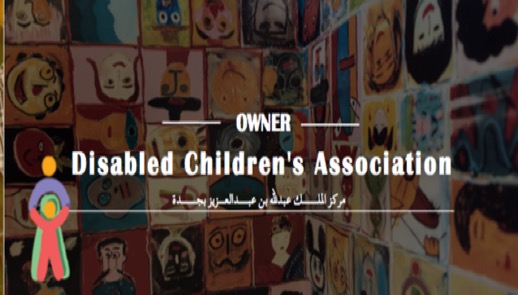 OWNER
Disabled Children's Association
مركز الملك عبدالله بن عبدالعزيز بجدة